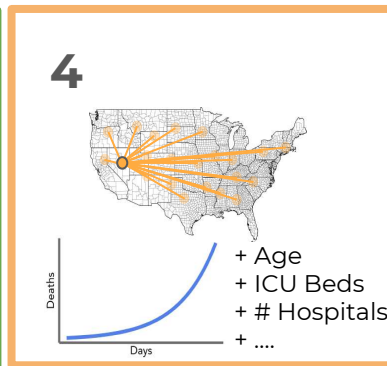 4
+ Age
+ ICU Beds
+ # Hospitals
+ ....
Deaths
Days